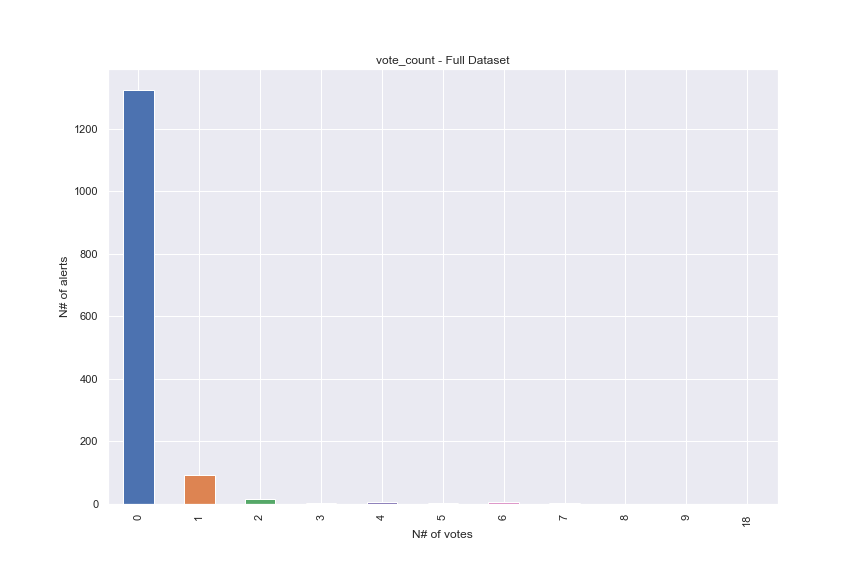 vote_count - Full Dataset
1200
1000
800
600
400
200
0
N# of alerts
0 1 2 3 4 5 6 7 8 9 18
N# of votes